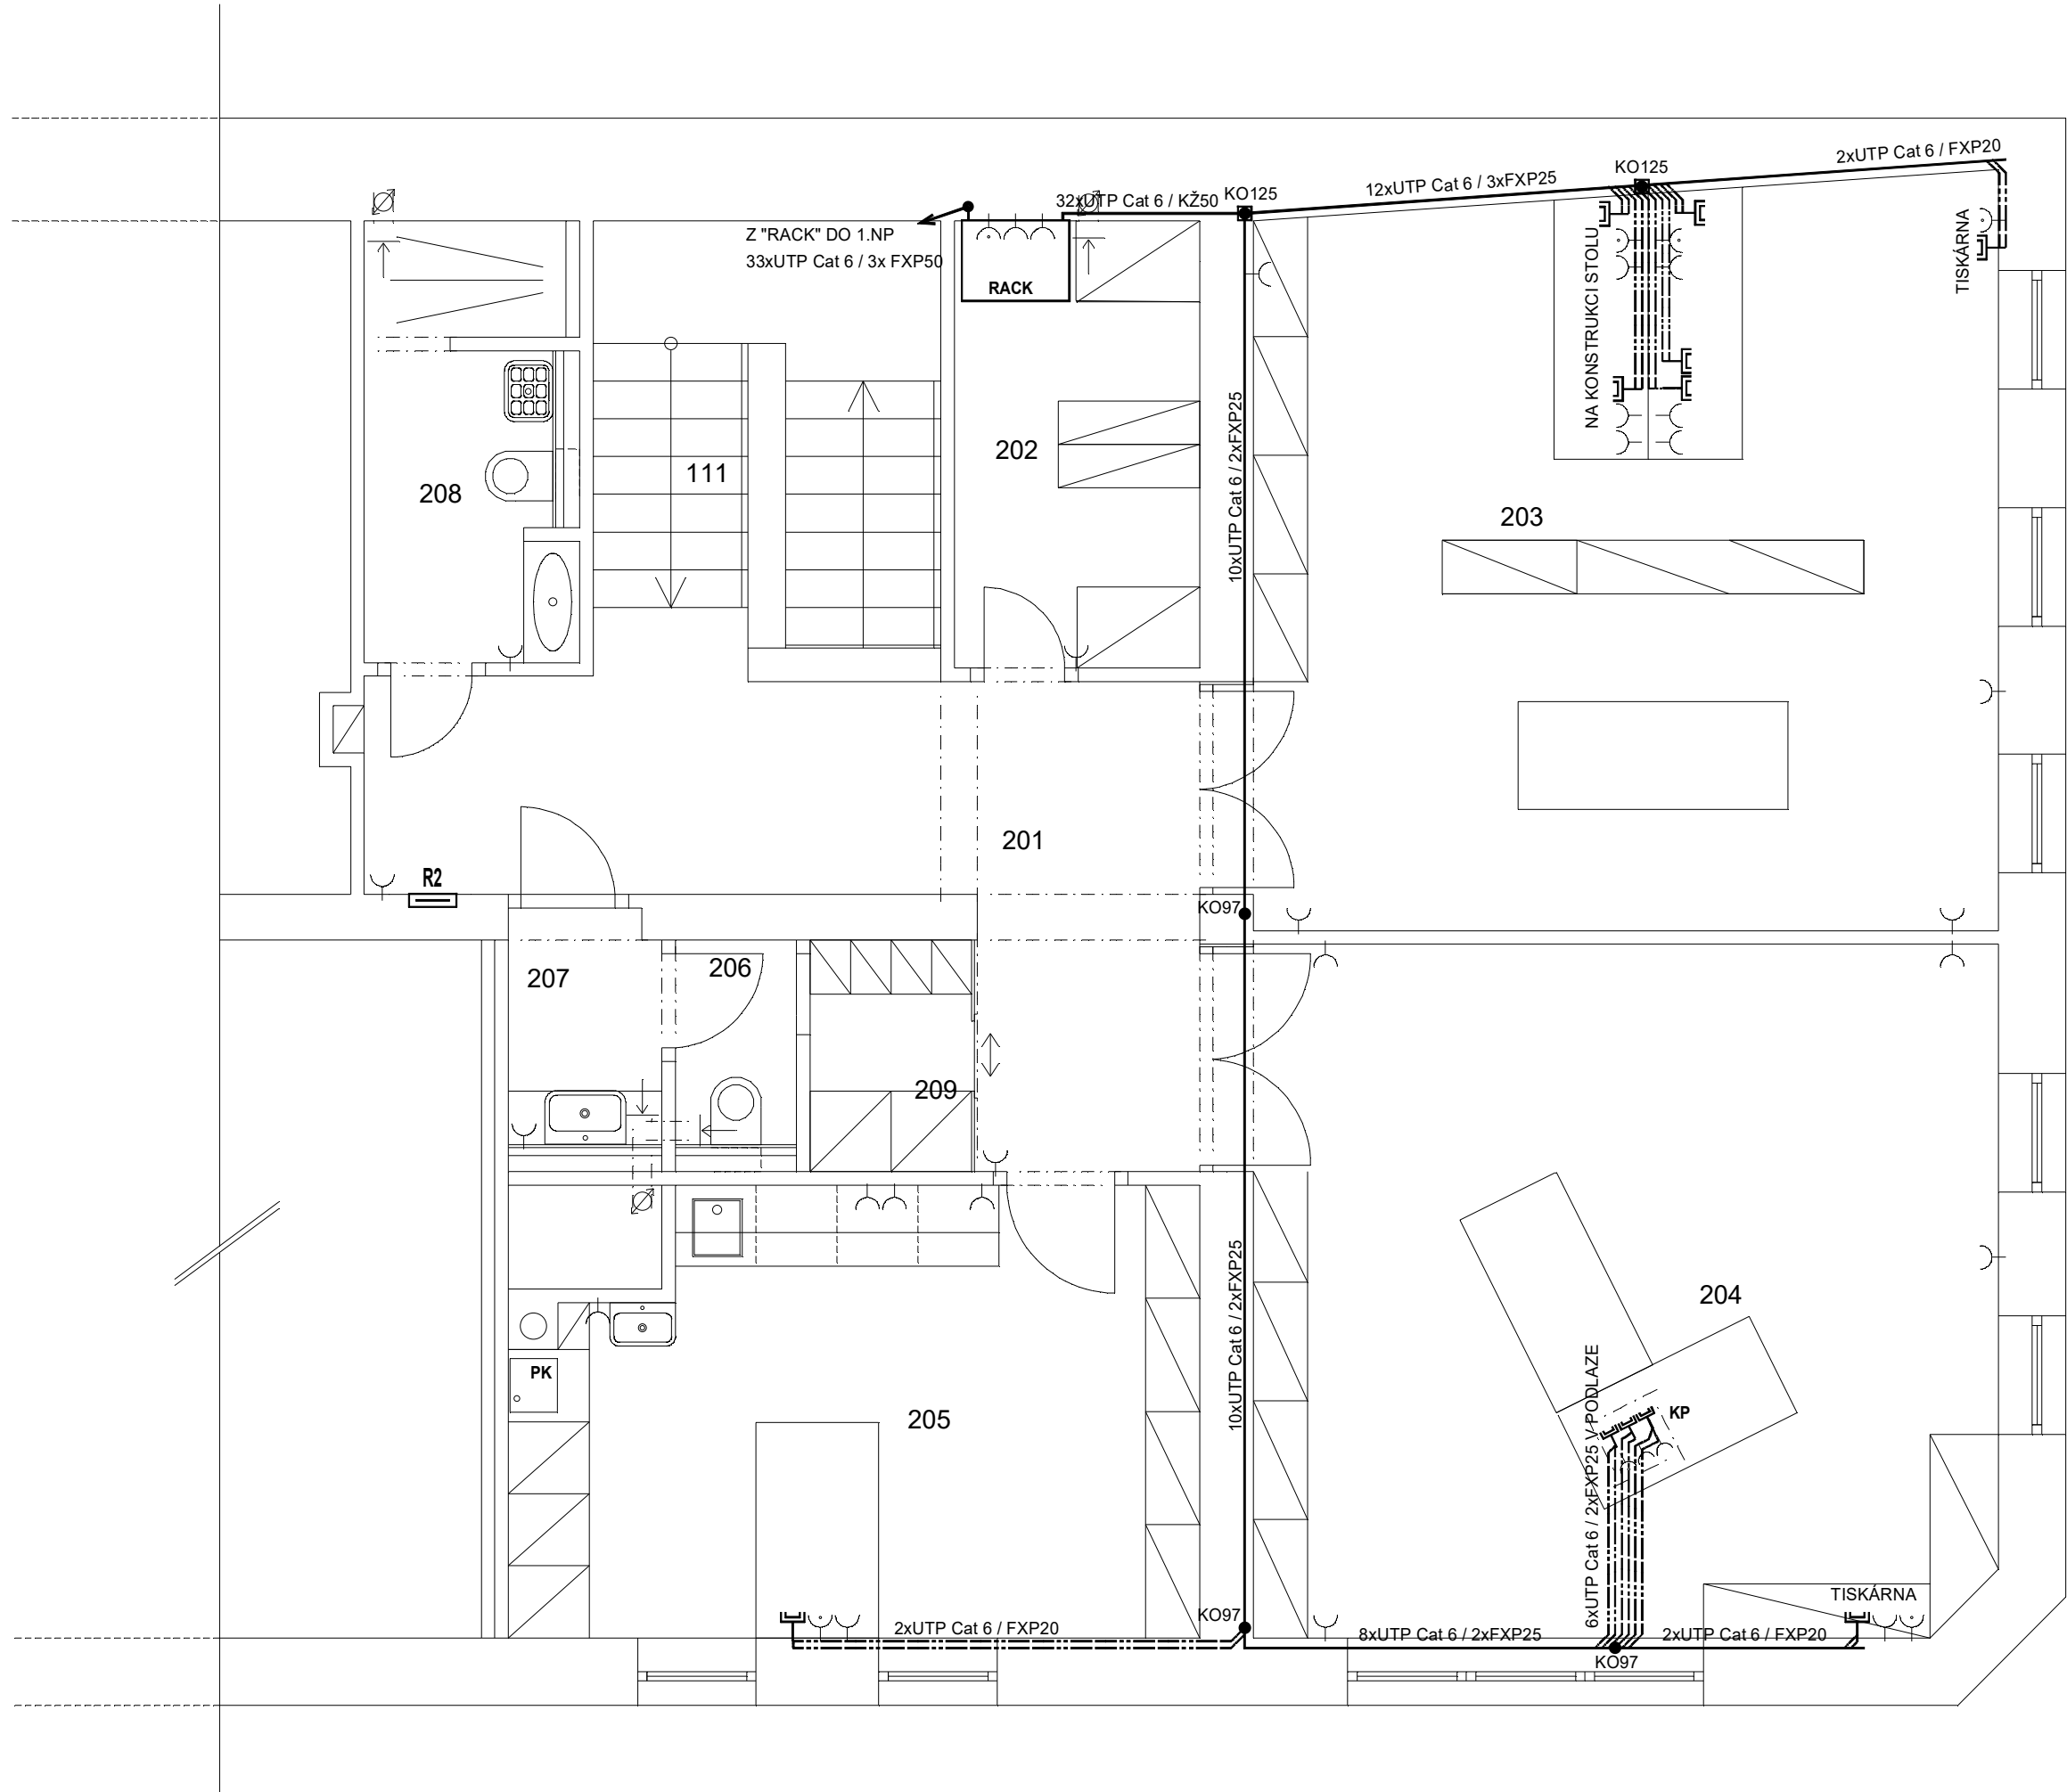 2xUTP Cat 6 / FXP20
KO125
12xUTP Cat 6 / 3xFXP25
KO125
32xUTP Cat 6 / KŽ50
Z "RACK" DO 1.NP
33xUTP Cat 6 / 3x FXP50
RACK
TISKÁRNA
NA KONSTRUKCI STOLU
10xUTP Cat 6 / 2xFXP25
202
111
208
203
201
R2
KO97
207
206
209
204
10xUTP Cat 6 / 2xFXP25
PK
205
KP
6xUTP Cat 6 / 2xFXP25 V PODLAZE
TISKÁRNA
KO97
2xUTP Cat 6 / FXP20
8xUTP Cat 6 / 2xFXP25
2xUTP Cat 6 / FXP20
KO97